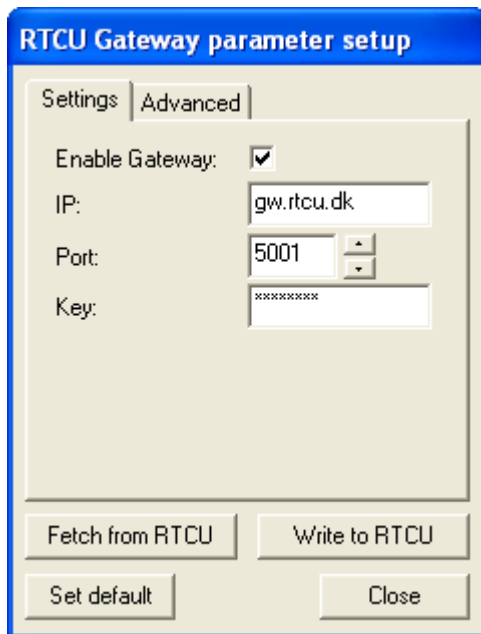 RTCU Gateway parameter setup
Settings Advanced
Enable Gateway:
IP: gw.rtcu.dk
Port: 5001
Key: ********
Fetch from RTCU Write to RTCU
Set default Close